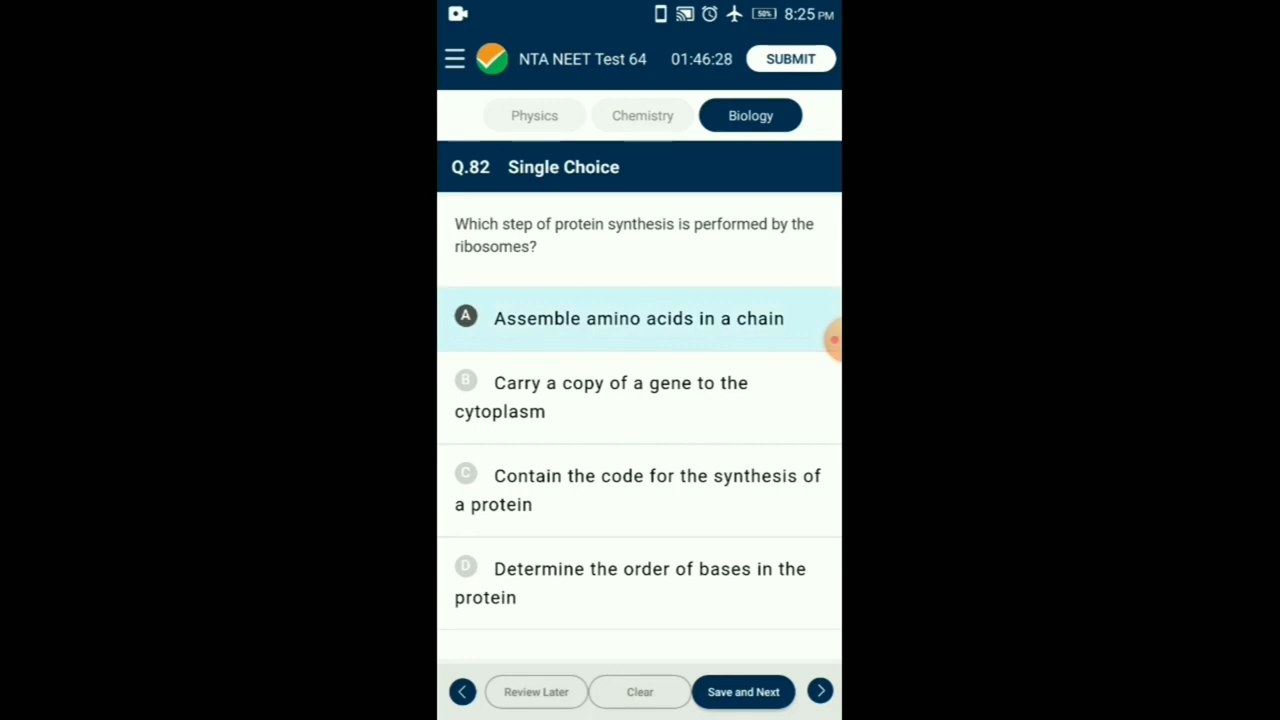 50% 8:25 PM
NTA NEET Test 64 01:46:28 SUBMIT
Physics Chemistry Biology
Q.82 Single Choice
Which step of protein synthesis is performed by the
ribosomes?
A Assemble amino acids in a chain
B Carry a copy of a gene to the
cytoplasm
C Contain the code for the synthesis of
a protein
D Determine the order of bases in the
protein
Review Later Clear Save and Next